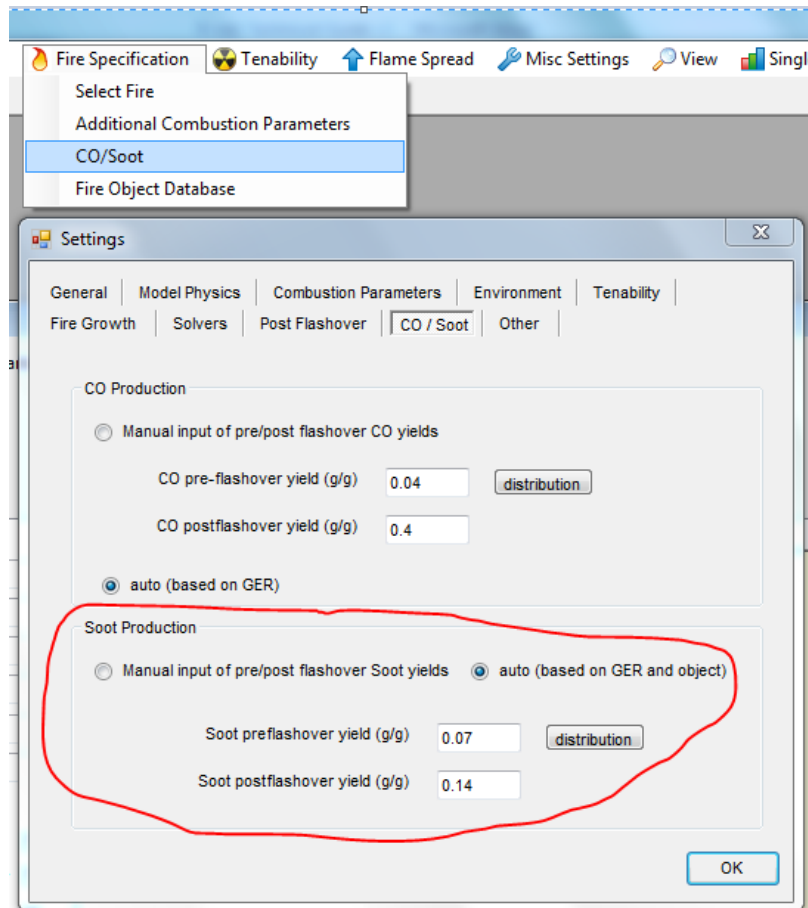 Fire Specification Tenability Flame Spread Misc Settings View Singl
Select Fire
Additional Combustion Parameters
CO/Soot
Fire Object Database
Settings
General Model Physics Combustion Parameters Environment Tenability
Fire Growth Solvers Post Flashover CO / Soot Other
CO Production
Manual input of pre/post flashover CO yields
CO pre-flashover yield (g/g) 0.04 distribution
CO postflashover yield (g/g) 0.4
auto (based on GER)
Soot Production
Manual input of pre/post flashover Soot yields auto (based on GER and object)
Soot preflashover yield (g/g) 0.07 distribution
Soot postflashover yield (g/g) 0.14
OK